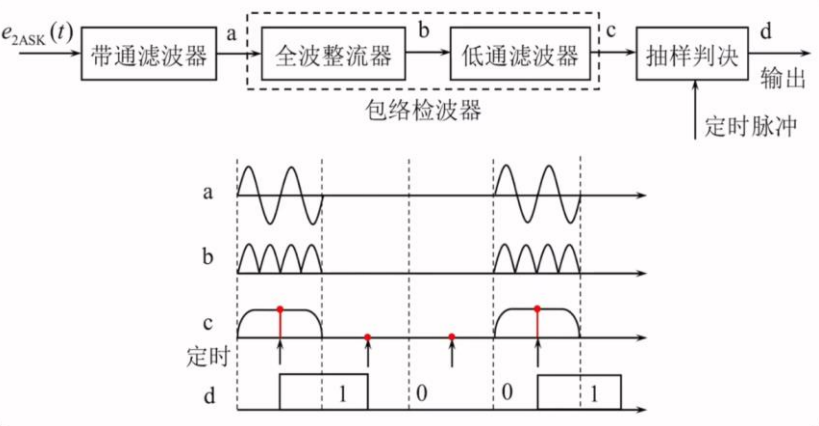 e2ASK(t) 带通滤波器 a 全波整流器 b 低通滤波器 c 抽样判决 d
输出
包络检波器
定时脉冲
a
b
c
定时
d 1 0 0 1